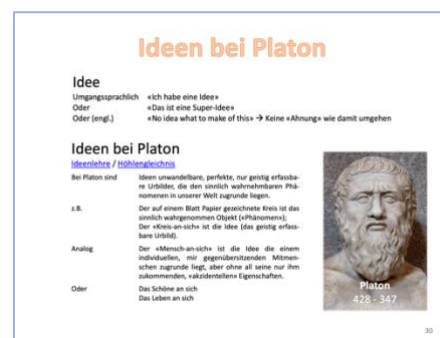 Ideen bei Platon
Idee
Umgangssprachlich «Ich habe eine Idee»
Oder «Das ist eine Super-Idee»
Oder (engl.) «No idea what to make of this» → Keine «Ahnung» wie damit umgehen
Ideen bei Platon
Ideenlehre / Höhlengleichnis
Bei Platon sind Ideen unwandelbare, perfekte, nur geistig erfassba-
re Urbilder, die den sinnlich wahrnehmbaren Phä-
nomenen in unserer Welt zugrunde liegen.
z.B. Der auf einem Blatt Papier gezeichnete Kreis ist das
sinnlich wahrgenommen Objekt («Phänomen»);
Der «Kreis-an-sich» ist die Idee (das geistig erfass-
bare Urbild).
Analog Der «Mensch-an-sich» ist die Idee die einem
individuellen, mir gegenübersitzenden Mitmen-
schen zugrunde liegt, aber ohne all seine nur ihm
zukommenden, «akzidentellen» Eigenschaften.
Oder Das Schöne an sich
Das Leben an sich
Platon
428 - 347
30